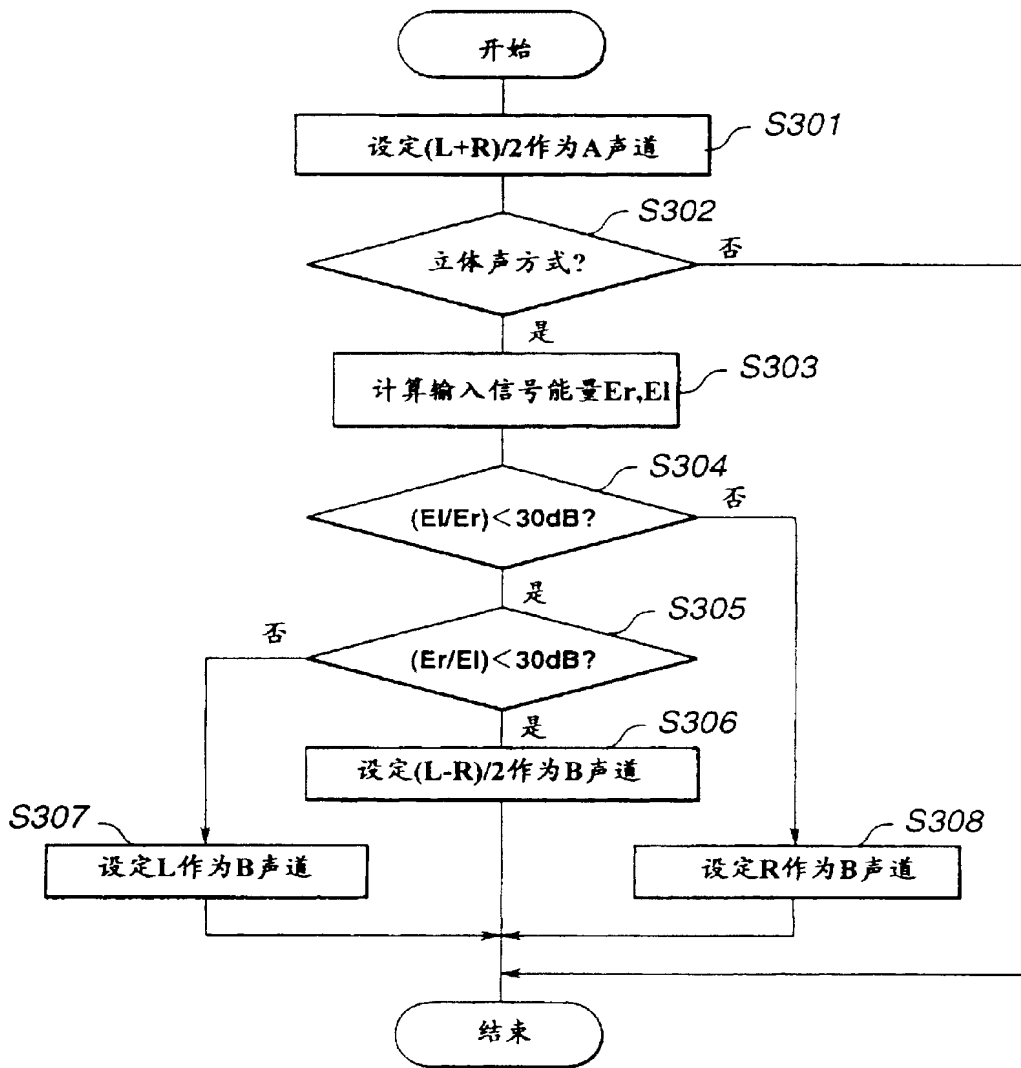 开始
设定(L+R)/2作为A声道
S301
立体声方式?
S302
否
是
计算输入信号能量Er,El
S303
(El/Er)<30dB?
S304
否
是
(Er/El)<30dB?
S305
否
是
设定(L-R)/2作为B声道
S306
设定L作为B声道
S307
设定R作为B声道
S308
结束